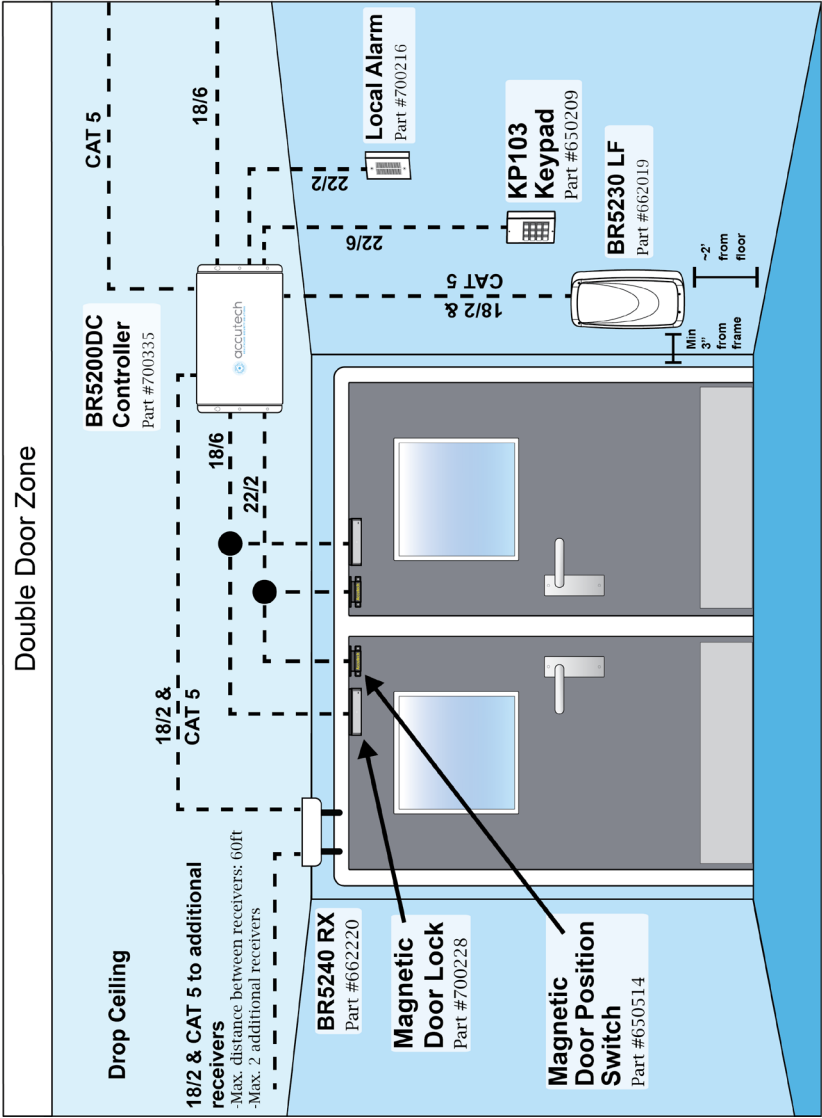 Double Door Zone
Drop Ceiling
18/2 & CAT 5 to additional
receivers
-Max. distance between receivers: 60ft
-Max. 2 additional receivers
18/2 &
CAT 5
BR5200DC
Controller
Part #700335
CAT 5
18/6
accutech
18/6
22/2
22/2
Local Alarm
Part #700216
22/6
KP103
Keypad
Part #650209
18/2 &
CAT 5
BR5230 LF
Part #662019
Min
3"
from
frame
~2'
from
floor
BR5240 RX
Part #662220
Magnetic
Door Lock
Part #700228
Magnetic
Door Position
Switch
Part #650514